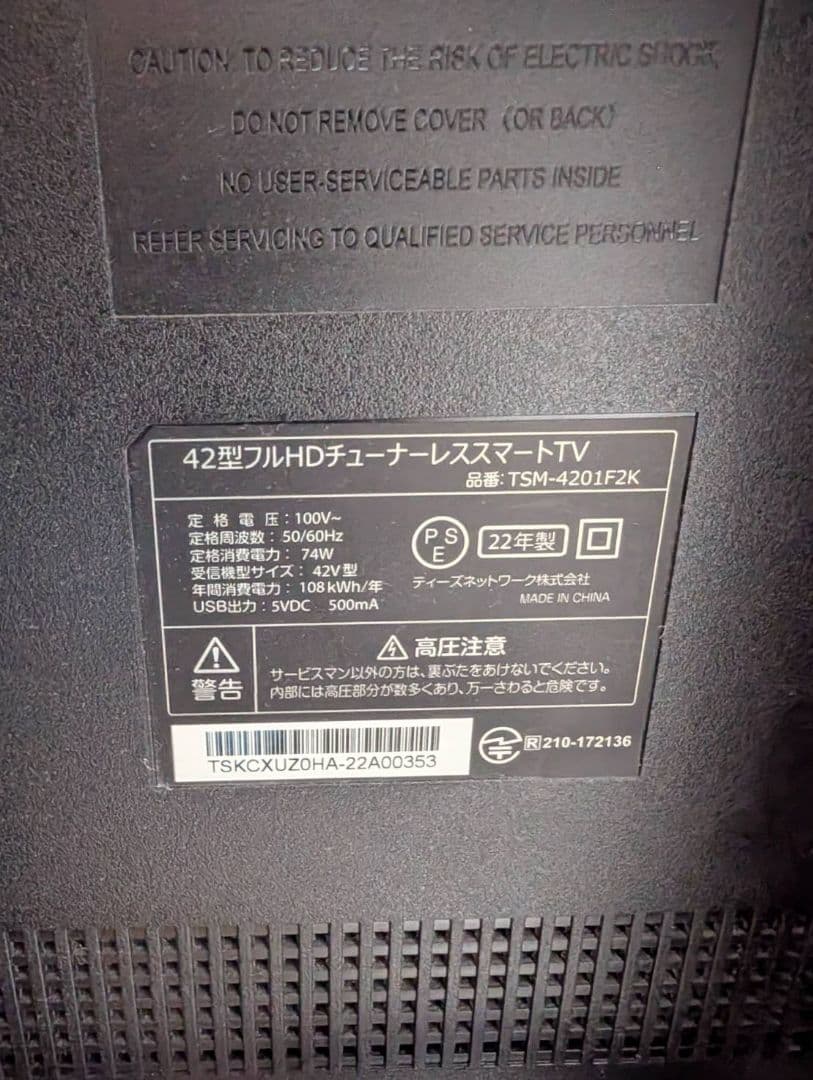 CAUTION TO REDUCE THE RISK OF ELECTRIC SHOCK,
DO NOT REMOVE COVER (OR BACK)
NO USER-SERVICEABLE PARTS INSIDE
REFER SERVICING TO QUALIFIED SERVICE PERSONNEL
42型フルHDチューナーレススマートTV
品番: TSM-4201F2K
定格電圧: 100V~
定格周波数: 50/60Hz
定格消費電力: 74W
受信機型サイズ: 42V型
年間消費電力: 108kWh/年
USB出力: 5VDC 500mA
PSE
22年製
ティーズネットワーク株式会社
MADE IN CHINA
警告
高圧注意
サービスマン以外の方は、裏ぶたをあけないでください。
内部には高圧部分が数多くあり、万一さわると危険です。
TSKCXUZ0HA-22A00353
R 210-172136